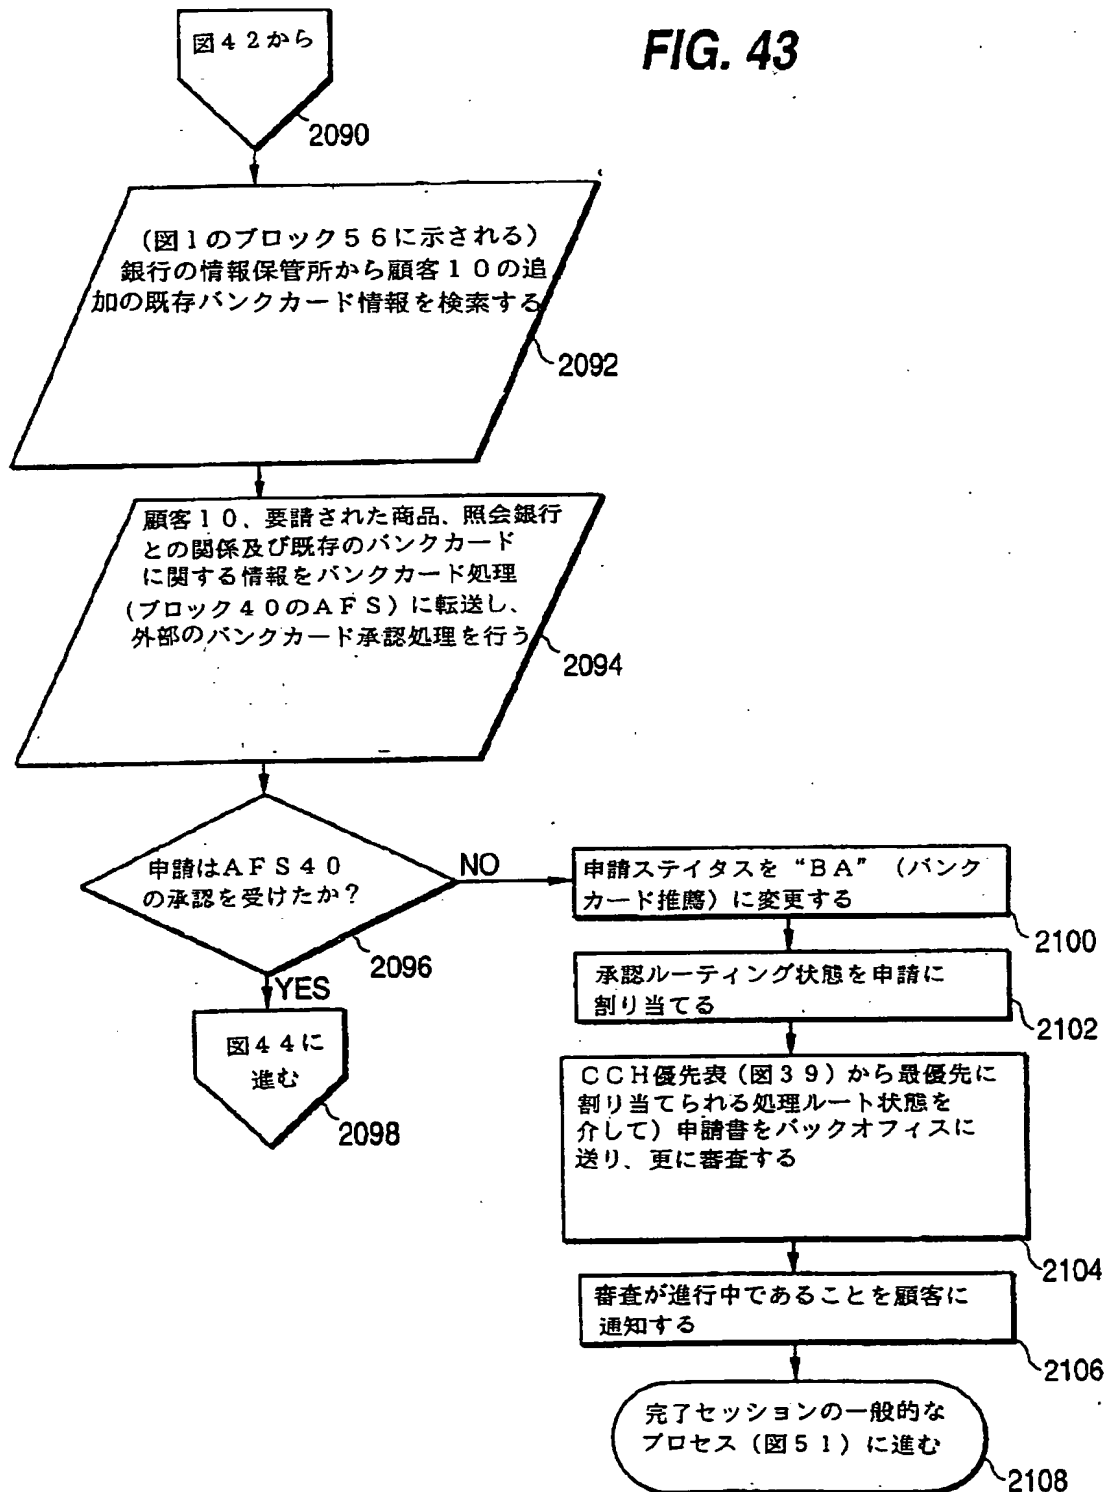 FIG. 43
図42から
2090
(図1のブロック56に示される)
銀行の情報保管所から顧客10の追
加の既存バンクカード情報を検索する
2092
顧客10、要請された商品、照会銀行
との関係及び既存のバンクカード
に関する情報をバンクカード処理
(ブロック40のAFS)に転送し、
外部のバンクカード承認処理を行う
2094
申請はAFS40
の承認を受けたか?
2096
NO
YES
図44に
進む
2098
申請ステイタスを“BA”(バンク
カード推薦)に変更する
2100
承認ルーティング状態を申請に
割り当てる
2102
CCH優先表(図39)から最優先に
割り当てられる処理ルート状態を
介して)申請書をバックオフィスに
送り、更に審査する
2104
審査が進行中であることを顧客に
通知する
2106
完了セッションの一般的な
プロセス(図51)に進む
2108